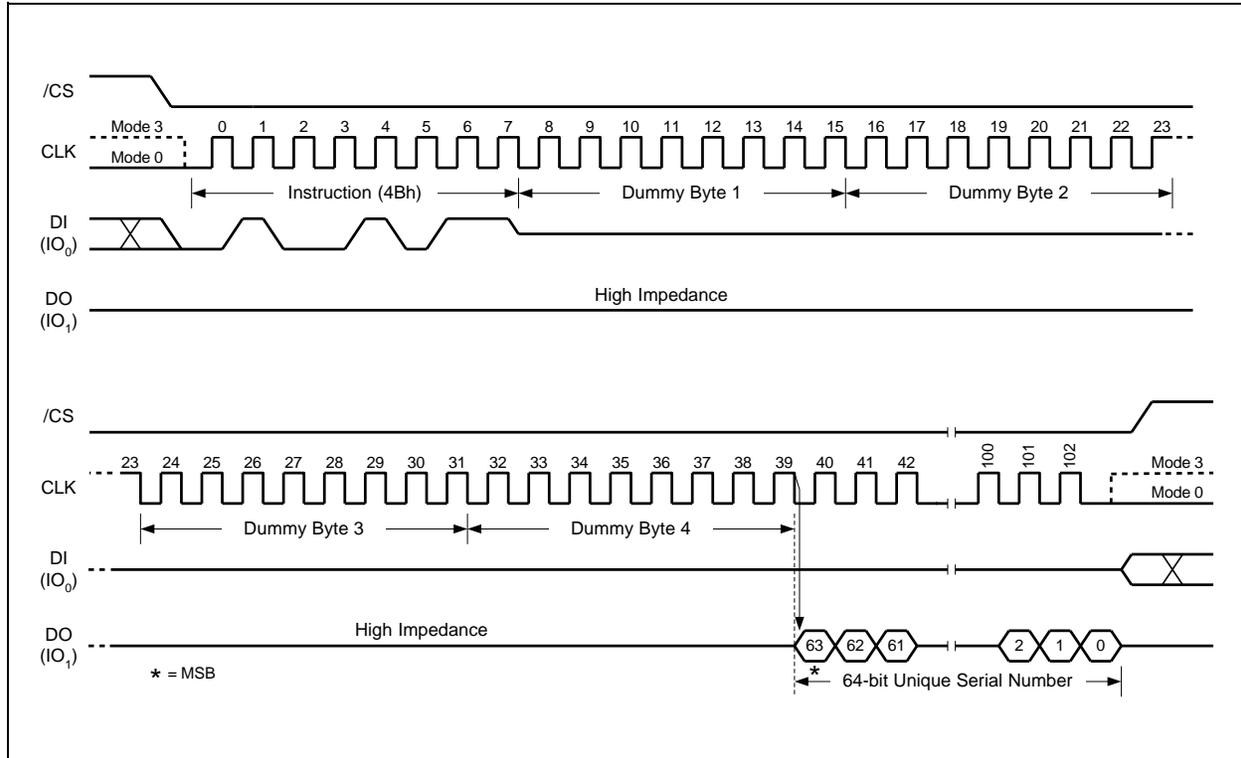 /CS
Mode 3
0 1 2 3 4 5 6 7 8 9 10 11 12 13 14 15 16 17 18 19 20 21 22 23
CLK
Mode 0
Instruction (4Bh) Dummy Byte 1 Dummy Byte 2
DI
(IO0)
High Impedance
DO
(IO1)
/CS
23 24 25 26 27 28 29 30 31 32 33 34 35 36 37 38 39 40 41 42 100 101 102
Mode 3
CLK
Mode 0
Dummy Byte 3 Dummy Byte 4
DI
(IO0)
High Impedance
DO
(IO1)
63 62 61 2 1 0
* = MSB
*
64-bit Unique Serial Number